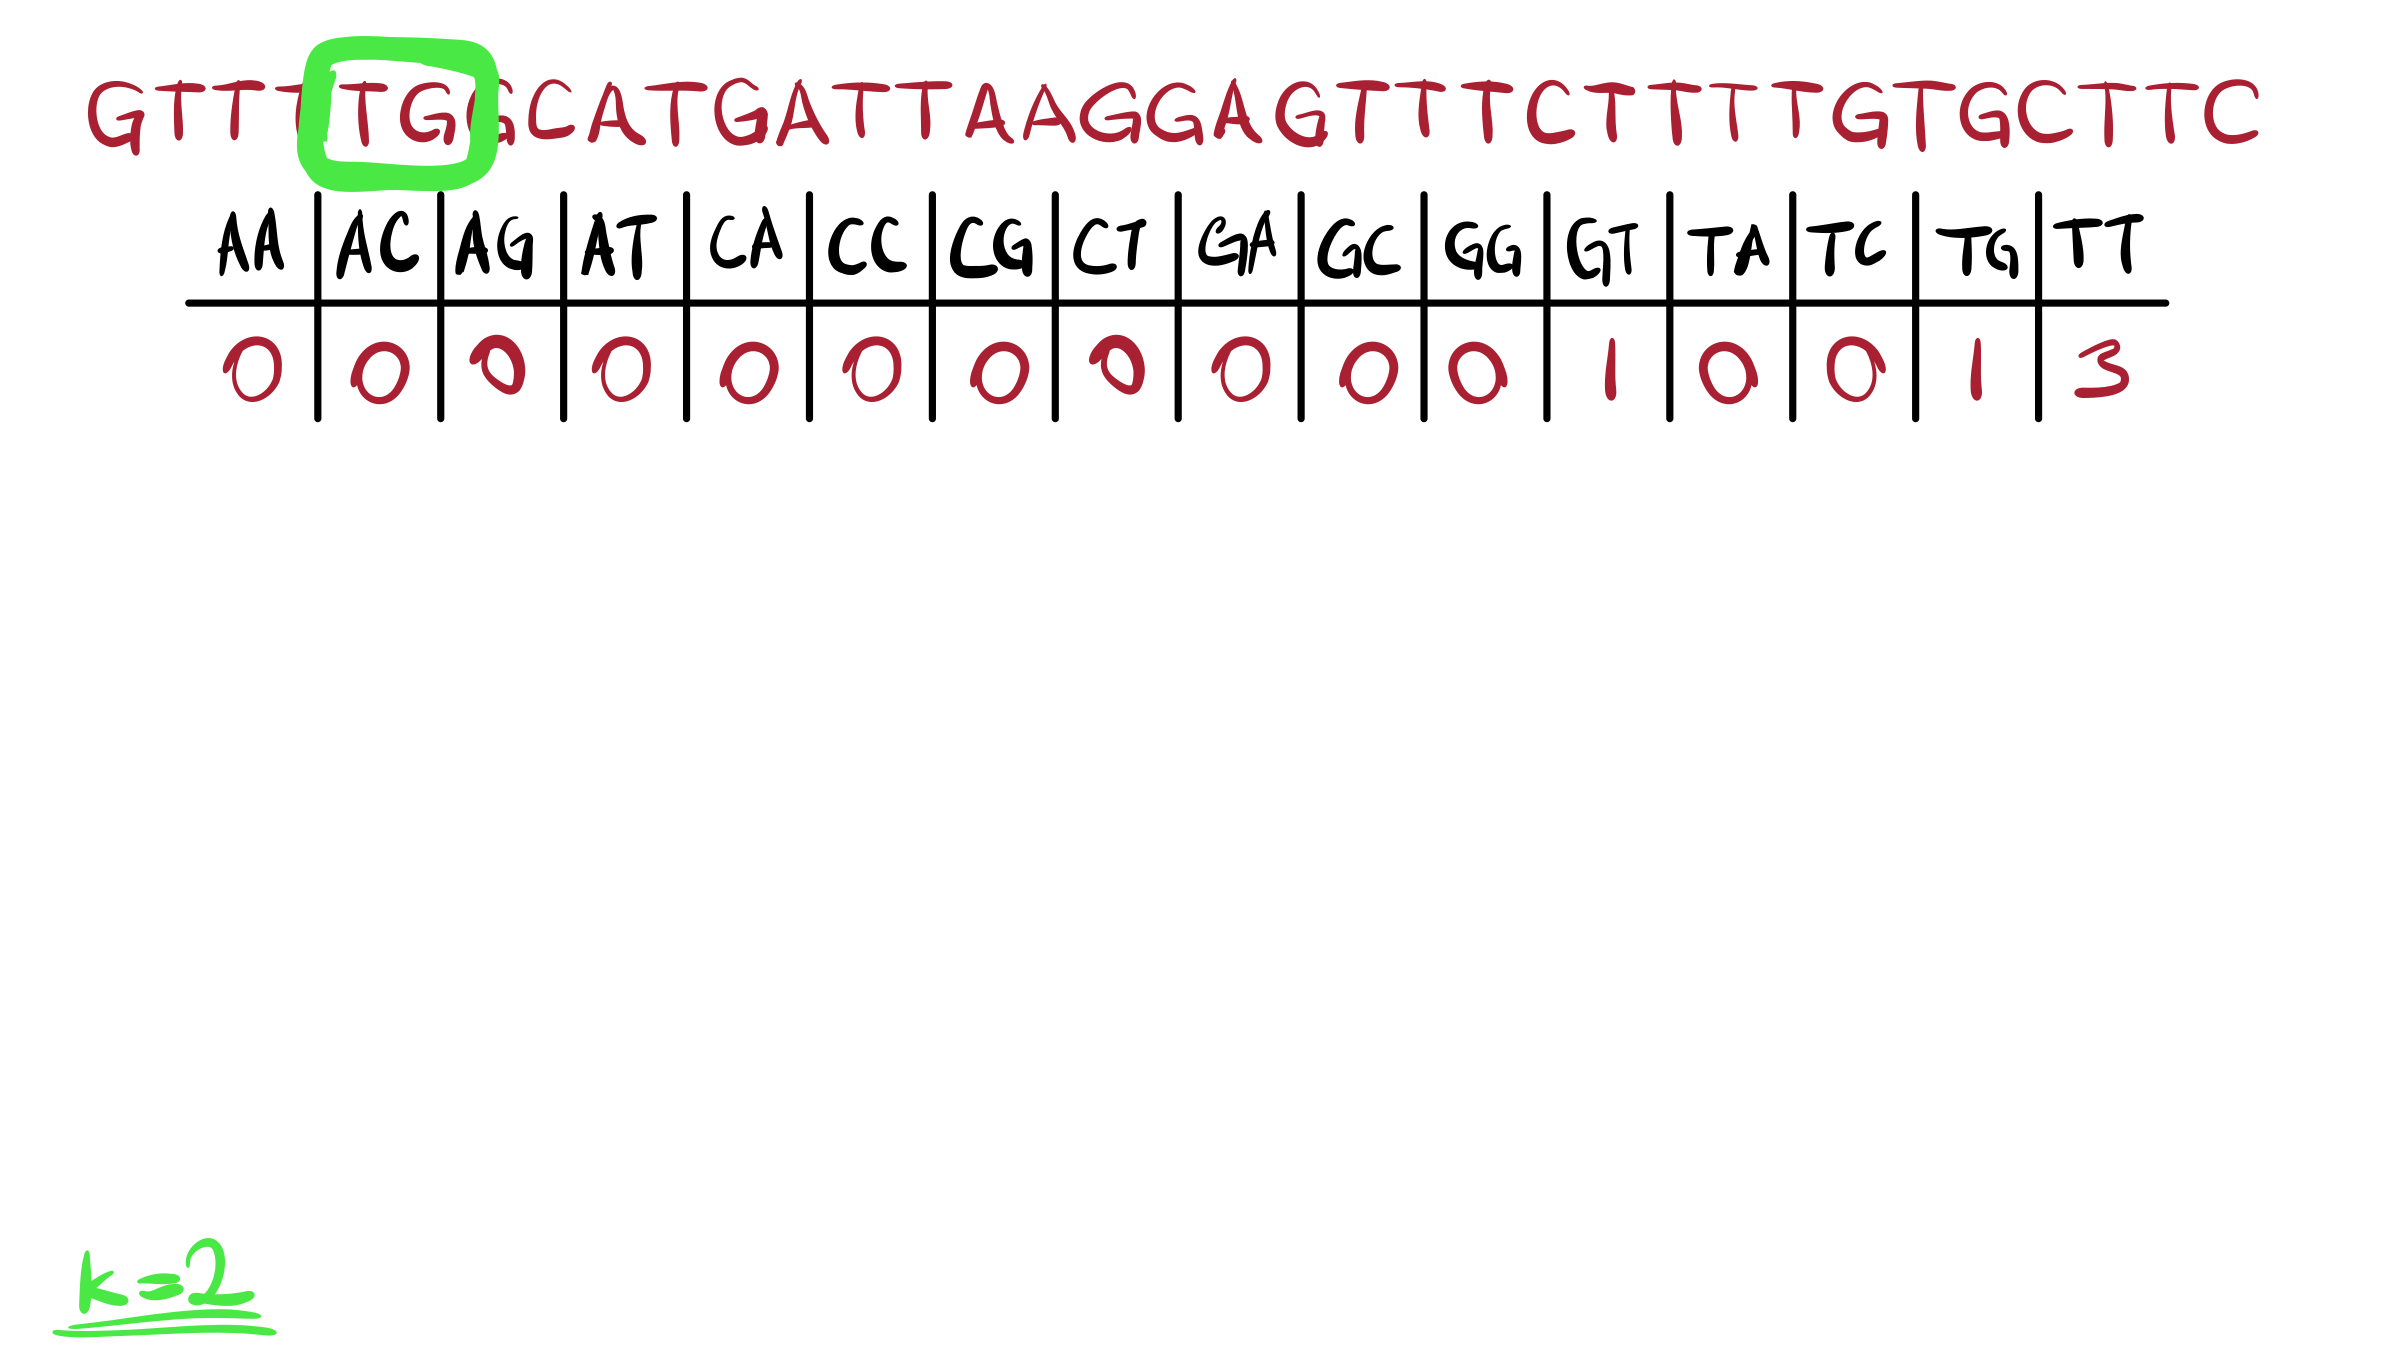 GTTTTGGCATGATTAAGGAGTTTCTTTTGTGCTTC
AA AC AG AT CA CC CG CT GA GC GG GT TA TC TG TT
0 0 0 0 0 0 0 0 0 0 0 1 0 0 1 3
k=2